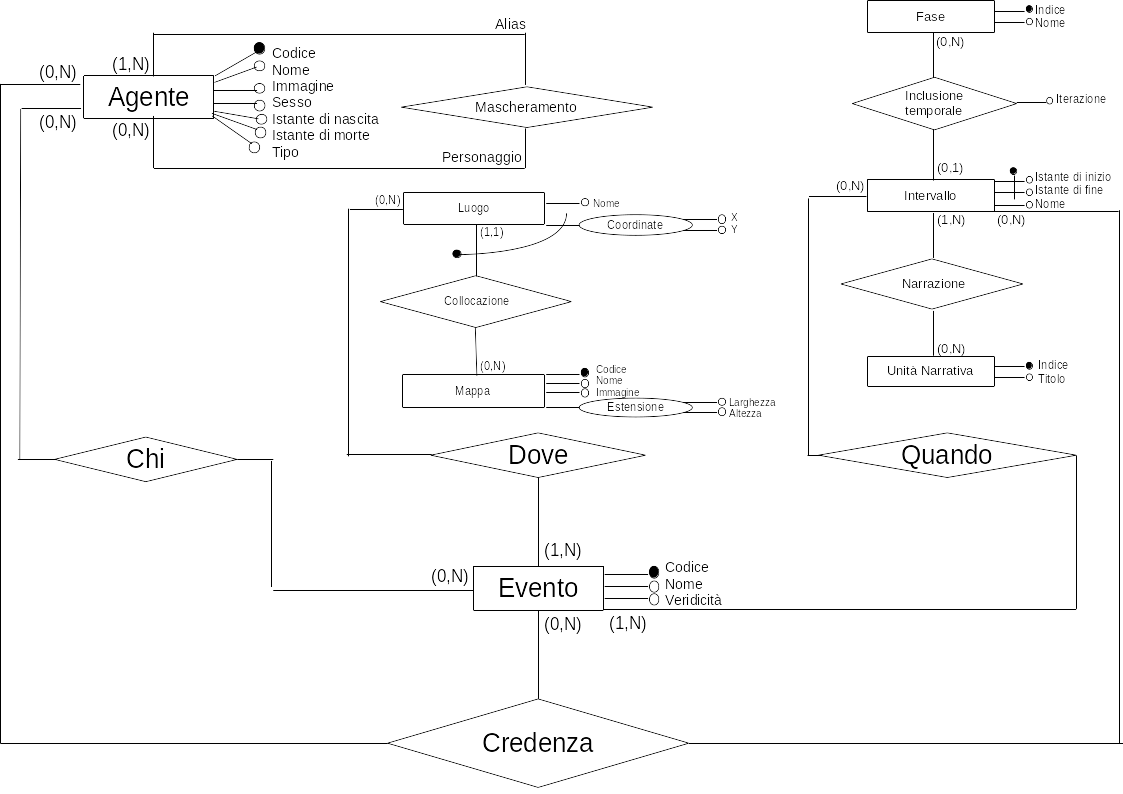 Alias
(0,N)
(1,N)
Agente
Codice
Nome
Immagine
Sesso
Istante di nascita
Istante di morte
Tipo
(0,N)
(0,N)
Mascheramento
Personaggio
Fase
Indice
Nome
(0,N)
Inclusione
temporale
Iterazione
(0,1)
(0,N)
Intervallo
Istante di inizio
Istante di fine
Nome
(1,N)
(0,N)
Narrazione
(0,N)
Unità Narrativa
Indice
Titolo
(0,N)
Luogo
Nome
Coordinate
X
Y
(1,1)
Collocazione
(0,N)
Mappa
Codice
Nome
Immagine
Estensione
Larghezza
Altezza
Chi
Dove
Quando
(1,N)
(0,N)
Evento
Codice
Nome
Veridicità
(0,N)
(1,N)
Credenza